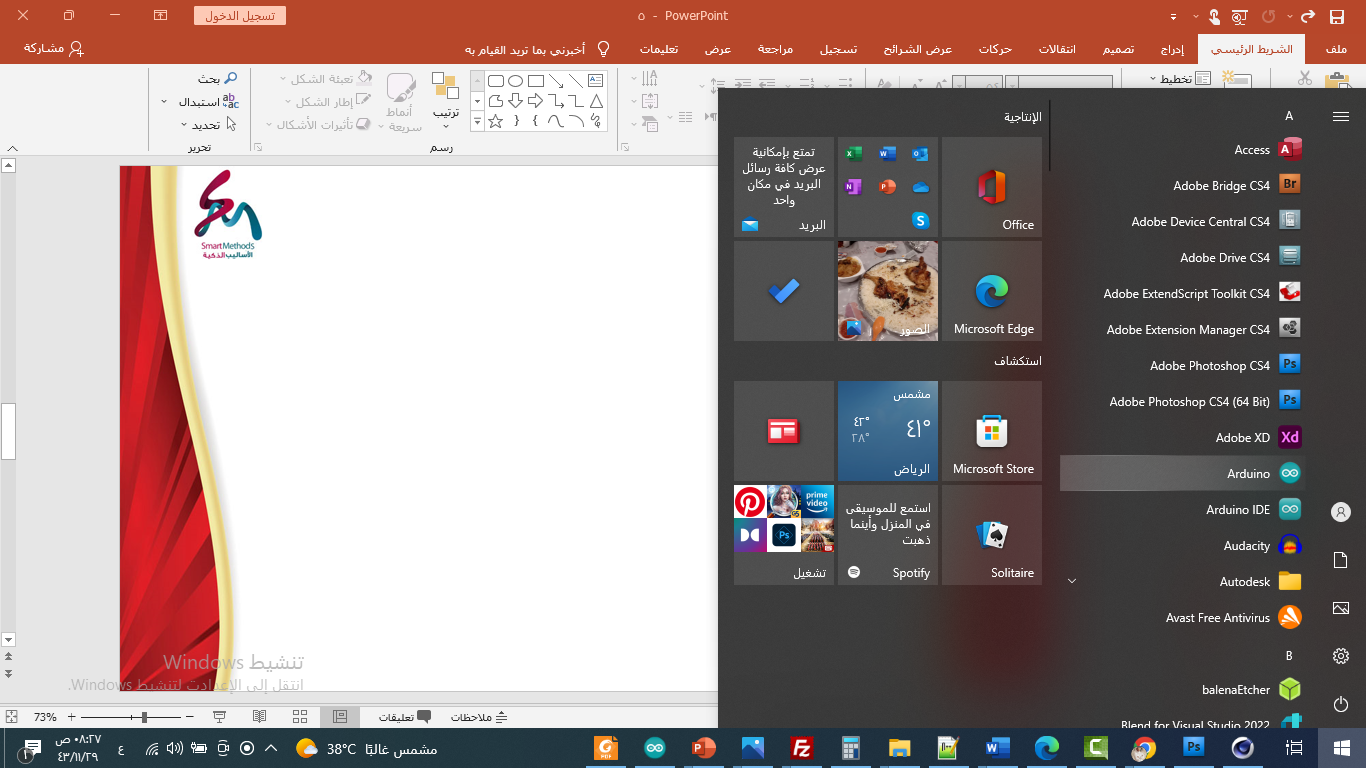 ٥ - PowerPoint
تسجيل الدخول
ملف
الشريط الرئيسي
إدراج
تصميم
انتقالات
حركات
عرض الشرائح
تسجيل
مراجعة
عرض
تعليمات
أخبرني بما تريد القيام به
مشاركة
تخطيط
ترتيب
أنماط
سريعة
تعبئة الشكل
إطار الشكل
تأثيرات الأشكال
رسم
بحث
استبدال
تحديد
تحرير
SmartMethodS
الأساليب الذكية
A
Access
Adobe Bridge CS4
Adobe Device Central CS4
Adobe Drive CS4
Adobe ExtendScript Toolkit CS4
Adobe Extension Manager CS4
Adobe Photoshop CS4
Adobe Photoshop CS4 (64 Bit)
Adobe XD
Arduino
Arduino IDE
Audacity
Autodesk
Avast Free Antivirus
B
balenaEtcher
Blend for Visual Studio 2022
الإنتاجية
Office
تمتع بإمكانية
عرض كافة رسائل
البريد في مكان
واحد
البريد
Microsoft Edge
الصور
استكشاف
Microsoft Store
مشمس
٤١°
٤٢°
٢٨°
الرياض
Solitaire
استمع للموسيقى
في المنزل وأينما
ذهبت
Spotify
prime
video
تشغيل
تنشيط Windows
انتقل إلى الإعدادات لتنشيط Windows.
ملاحظات
تعليقات
73%
38°C مشمس غالبًا
ع
٠٨:٢٧ ص
٤٣/١١/٢٩